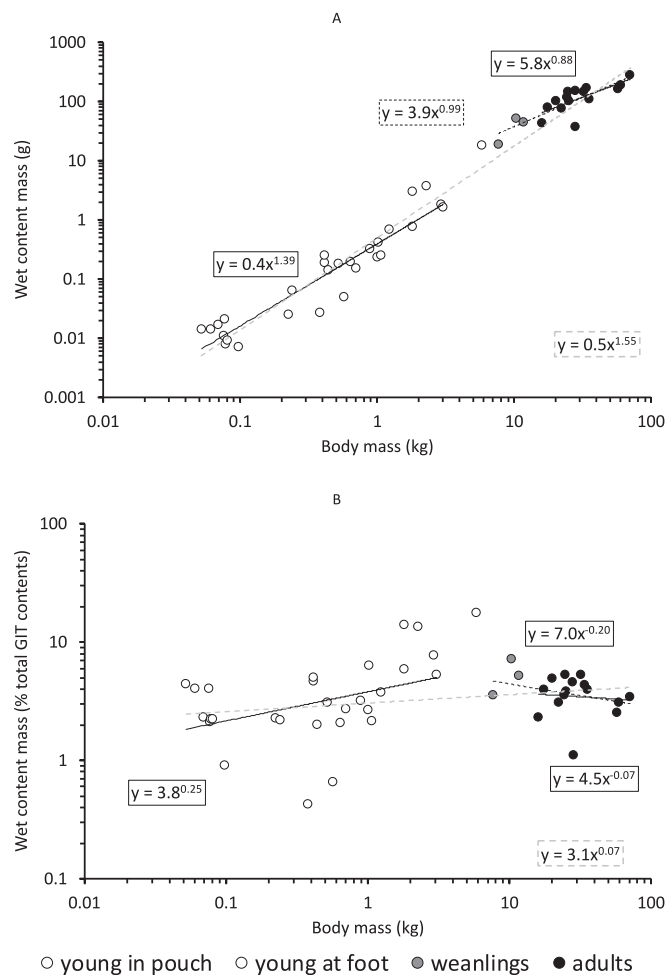 A
1000
100
10
1
0.1
0.01
0.001
Wet content mass (g)
y = 5.8x^0.88
y = 3.9x^0.99
y = 0.4x^1.39
y = 0.5x^1.55
0.01 0.1 1 10 100
Body mass (kg)
B
100
10
1
0.1
Wet content mass (% total GIT contents)
y = 7.0x^-0.20
y = 3.8^0.25
y = 4.5x^-0.07
y = 3.1x^0.07
0.01 0.1 1 10 100
Body mass (kg)
young in pouch young at foot weanlings adults